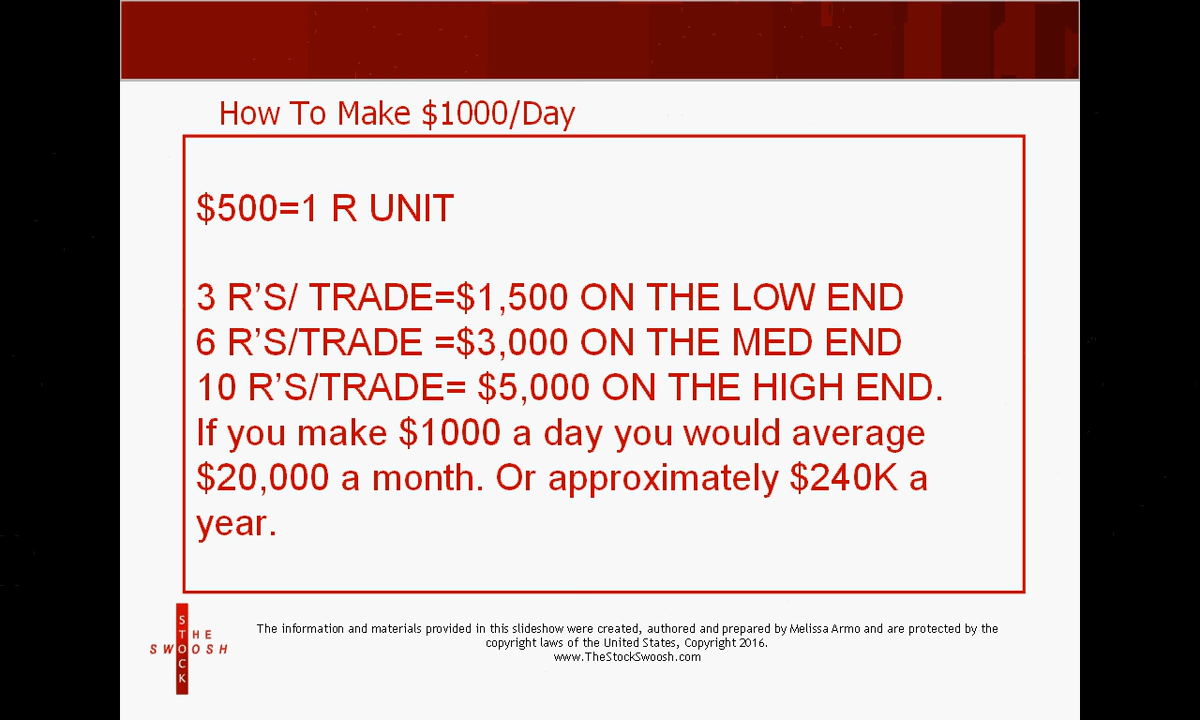 How To Make $1000/Day
$500=1 R UNIT
3 R'S/ TRADE=$1,500 ON THE LOW END
6 R'S/TRADE =$3,000 ON THE MED END
10 R'S/TRADE= $5,000 ON THE HIGH END.
If you make $1000 a day you would average
$20,000 a month. Or approximately $240K a
year.
THE
STOCK
SWOOSH
The information and materials provided in this slideshow were created, authored and prepared by Melissa Armo and are protected by the
copyright laws of the United States, Copyright 2016.
www.TheStockSwoosh.com